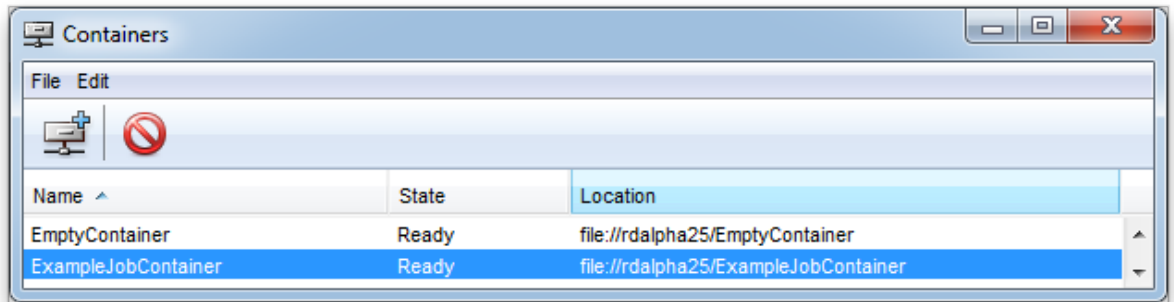 Containers
File Edit
Name State Location
EmptyContainer Ready file://rdalpha25/EmptyContainer
ExampleJobContainer Ready file://rdalpha25/ExampleJobContainer